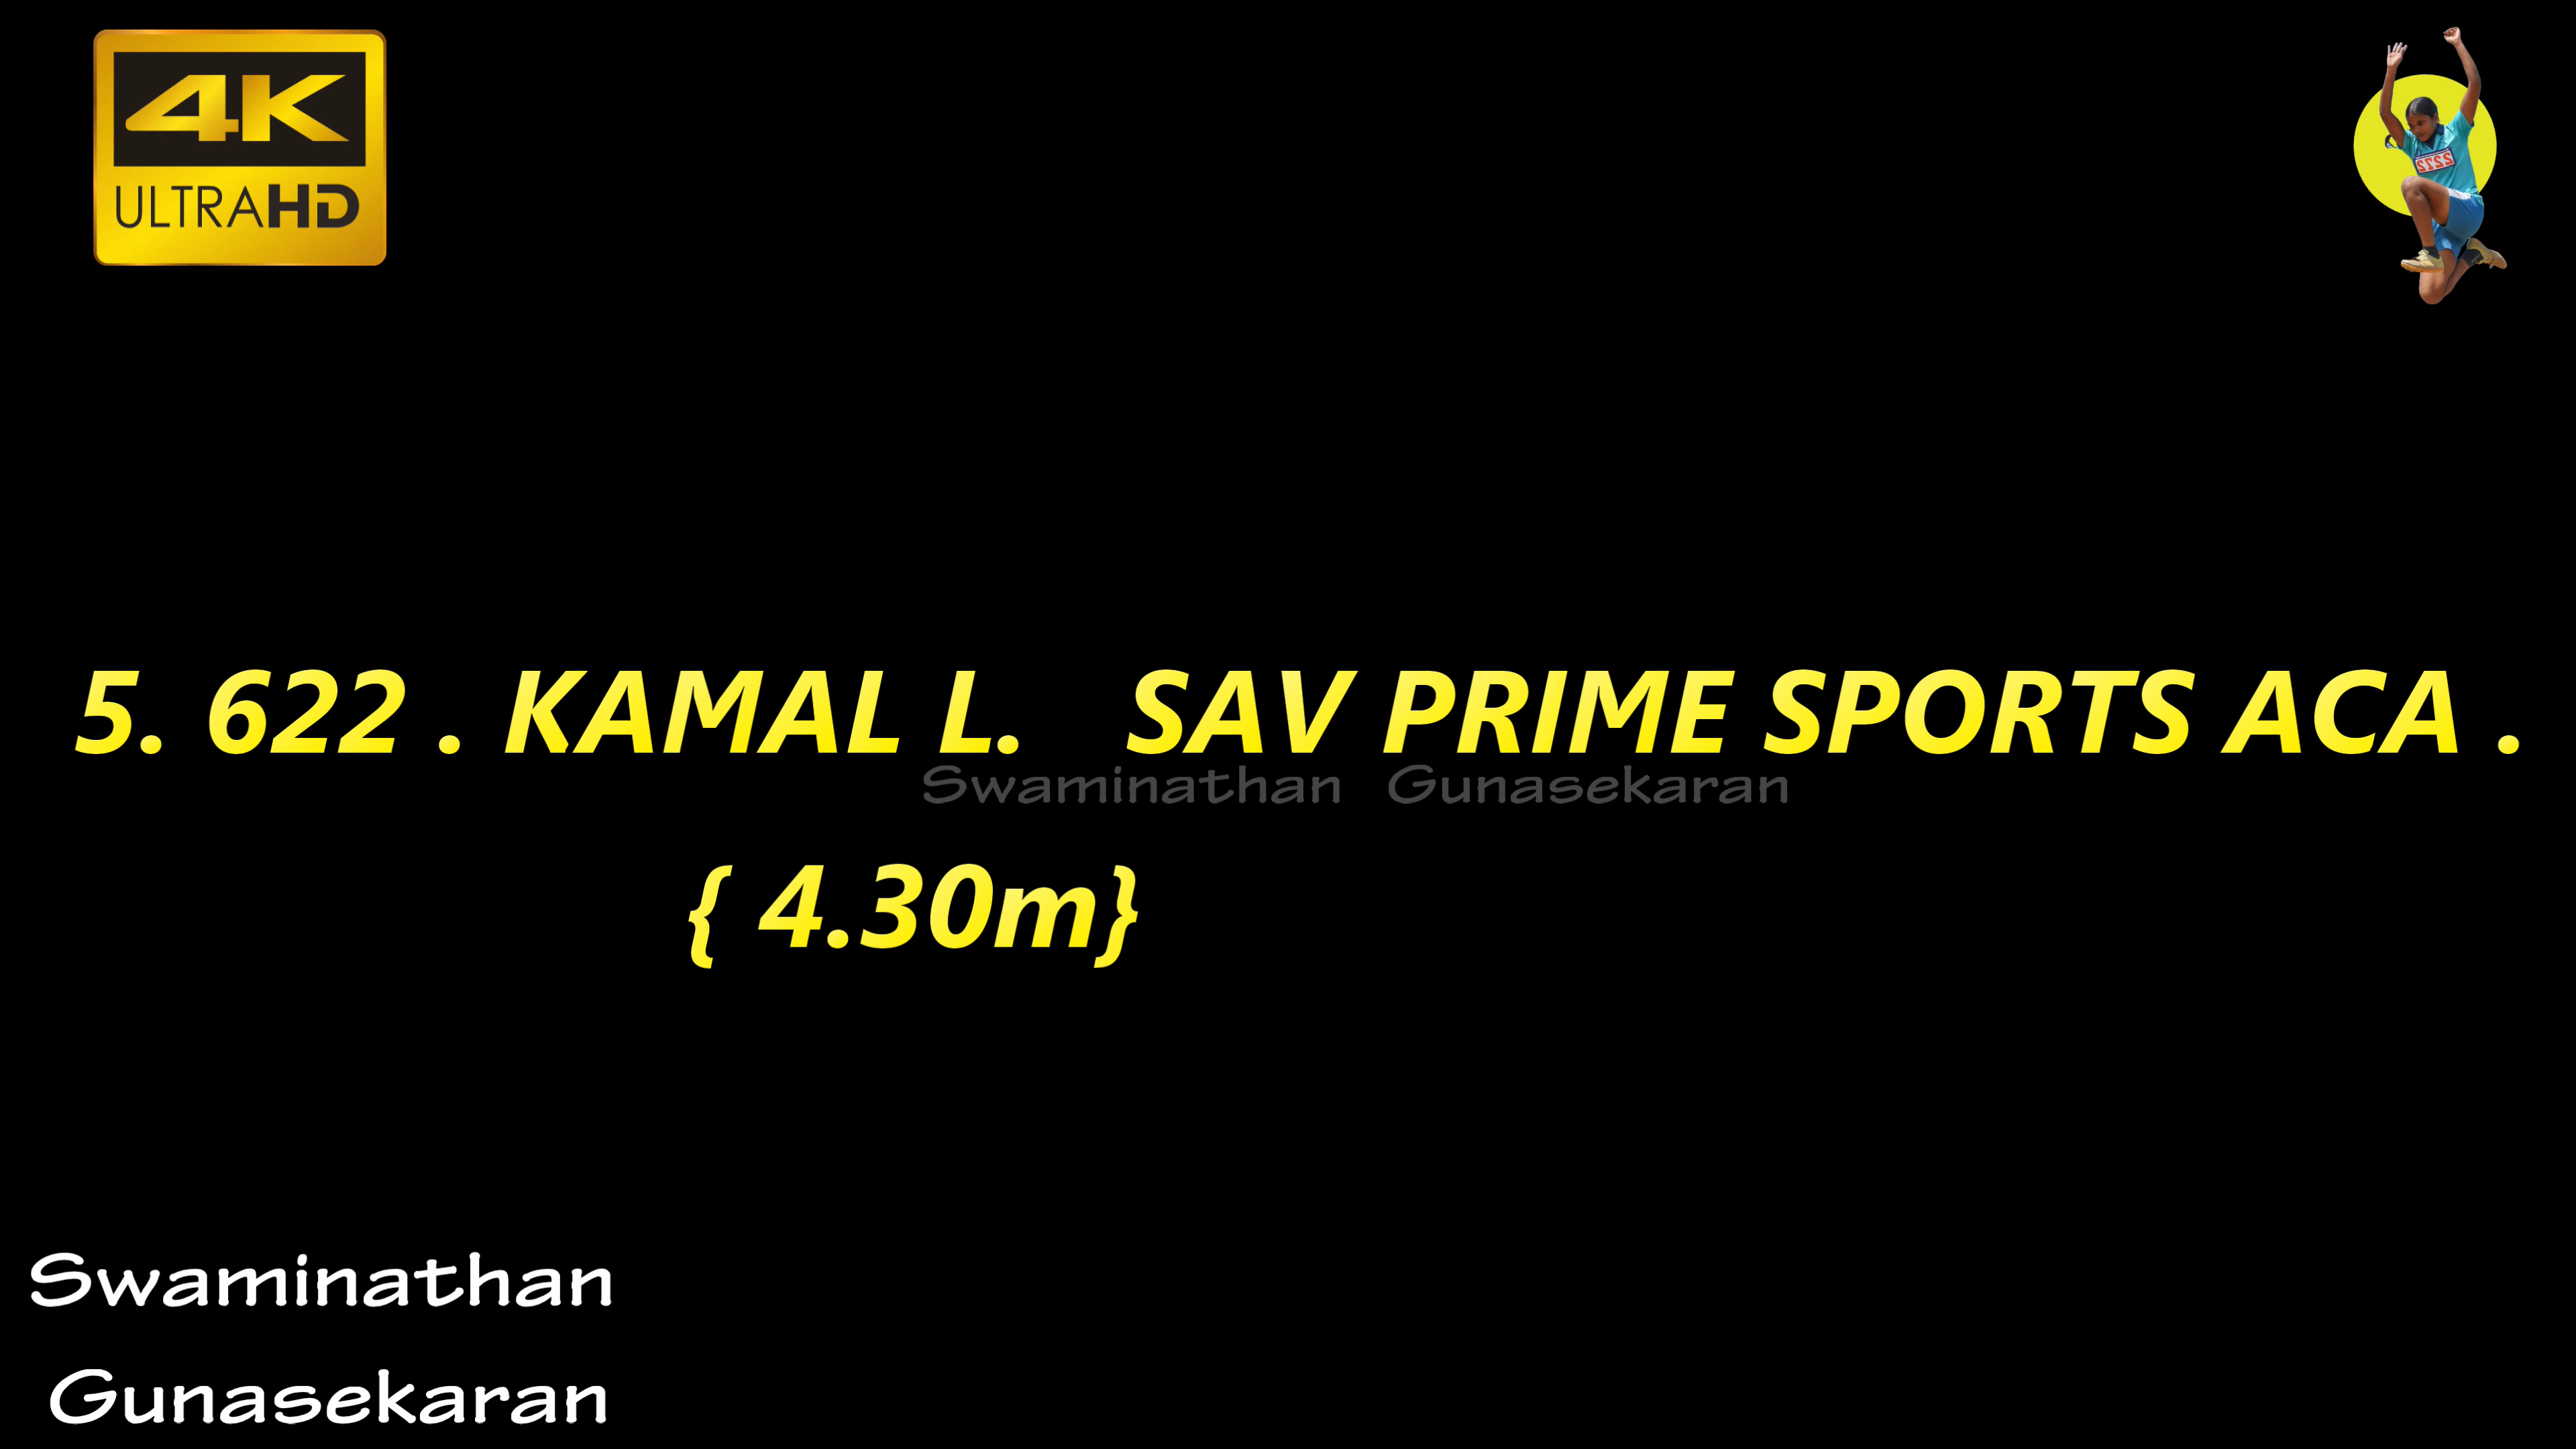 4K
ULTRAHD
5. 622 . KAMAL L. SAV PRIME SPORTS ACA .
Swaminathan Gunasekaran
{ 4.30m}
Swaminathan
Gunasekaran